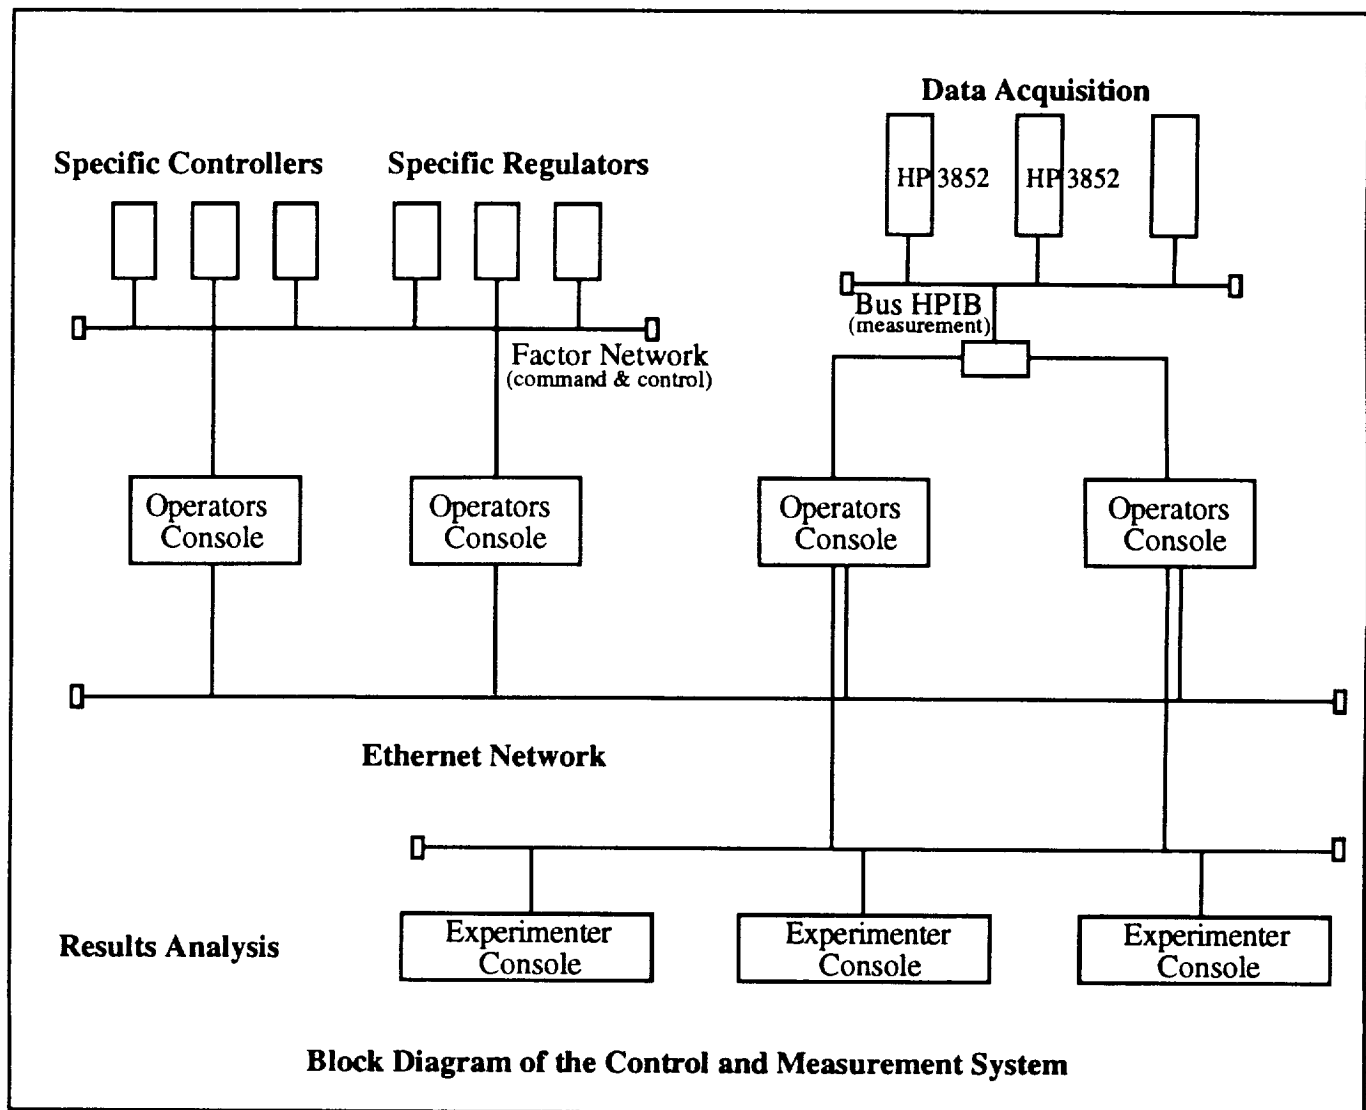 Data Acquisition
Specific Controllers
Specific Regulators
HP 3852
HP 3852
Bus HPIB
(measurement)
Factor Network
(command & control)
Operators
Console
Operators
Console
Operators
Console
Operators
Console
Ethernet Network
Results Analysis
Experimenter
Console
Experimenter
Console
Experimenter
Console
Block Diagram of the Control and Measurement System